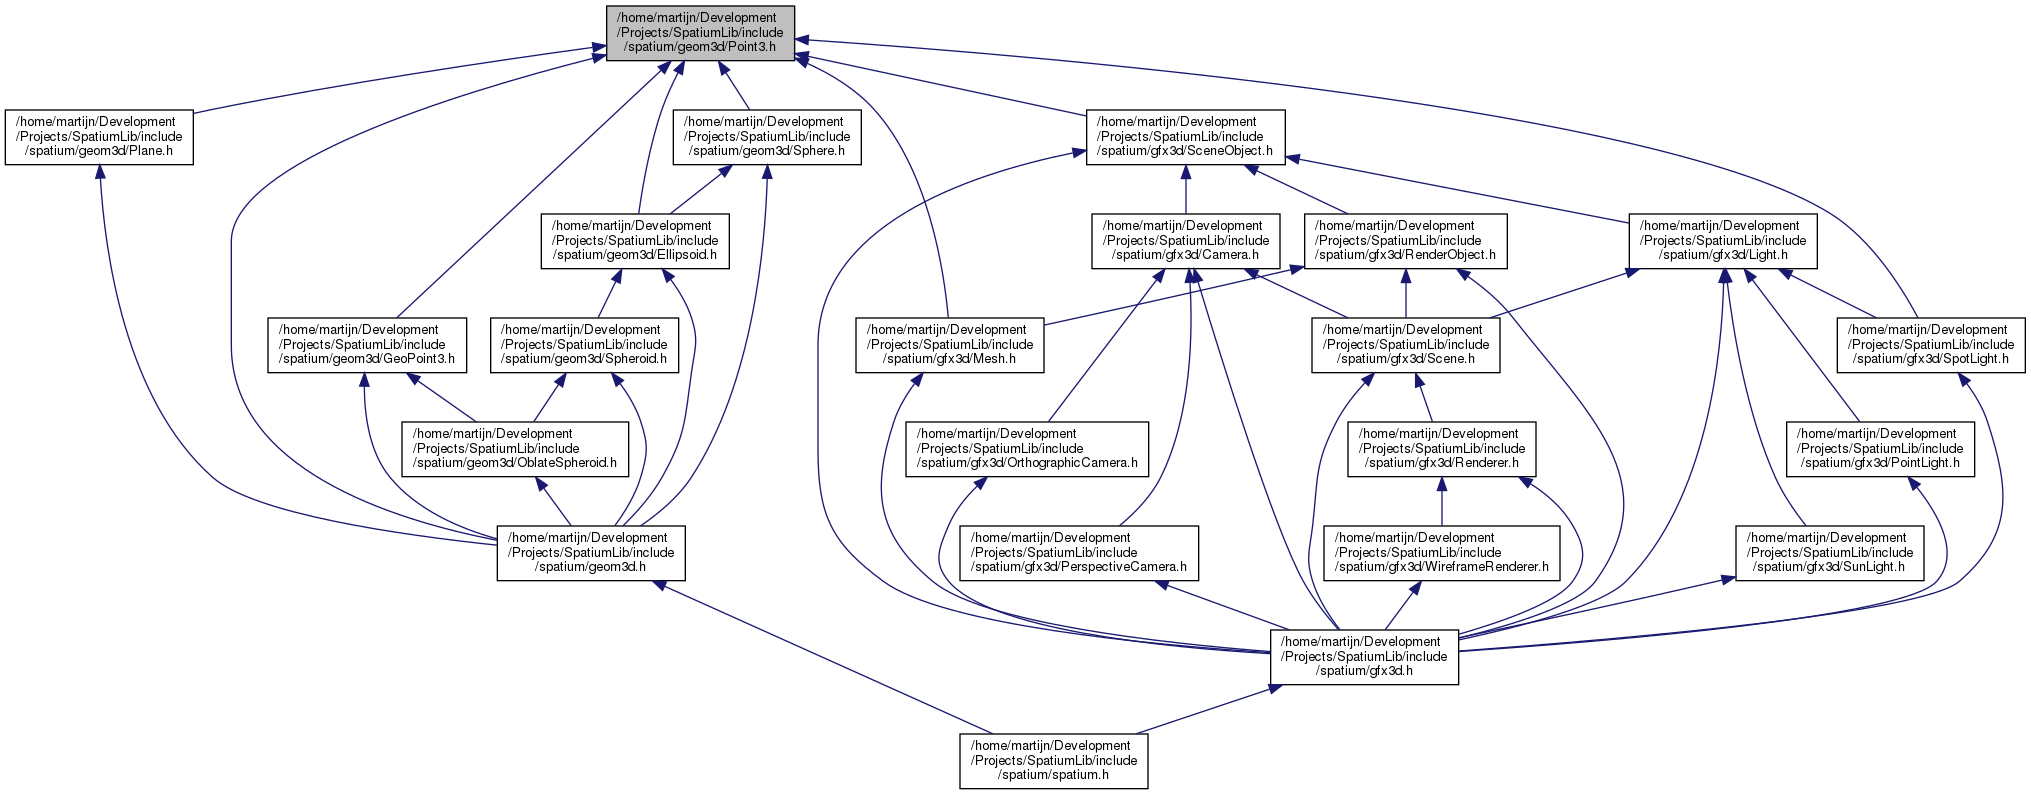 /home/martijn/Development
/Projects/SpatiumLib/include
/spatium/geom3d/Point3.h
/home/martijn/Development
/Projects/SpatiumLib/include
/spatium/geom3d/Plane.h
/home/martijn/Development
/Projects/SpatiumLib/include
/spatium/geom3d/Sphere.h
/home/martijn/Development
/Projects/SpatiumLib/include
/spatium/gfx3d/SceneObject.h
/home/martijn/Development
/Projects/SpatiumLib/include
/spatium/geom3d/Ellipsoid.h
/home/martijn/Development
/Projects/SpatiumLib/include
/spatium/gfx3d/Camera.h
/home/martijn/Development
/Projects/SpatiumLib/include
/spatium/gfx3d/RenderObject.h
/home/martijn/Development
/Projects/SpatiumLib/include
/spatium/gfx3d/Light.h
/home/martijn/Development
/Projects/SpatiumLib/include
/spatium/geom3d/GeoPoint3.h
/home/martijn/Development
/Projects/SpatiumLib/include
/spatium/geom3d/Spheroid.h
/home/martijn/Development
/Projects/SpatiumLib/include
/spatium/gfx3d/Mesh.h
/home/martijn/Development
/Projects/SpatiumLib/include
/spatium/gfx3d/Scene.h
/home/martijn/Development
/Projects/SpatiumLib/include
/spatium/gfx3d/SpotLight.h
/home/martijn/Development
/Projects/SpatiumLib/include
/spatium/geom3d/OblateSpheroid.h
/home/martijn/Development
/Projects/SpatiumLib/include
/spatium/gfx3d/OrthographicCamera.h
/home/martijn/Development
/Projects/SpatiumLib/include
/spatium/gfx3d/Renderer.h
/home/martijn/Development
/Projects/SpatiumLib/include
/spatium/gfx3d/PointLight.h
/home/martijn/Development
/Projects/SpatiumLib/include
/spatium/geom3d.h
/home/martijn/Development
/Projects/SpatiumLib/include
/spatium/gfx3d/PerspectiveCamera.h
/home/martijn/Development
/Projects/SpatiumLib/include
/spatium/gfx3d/WireframeRenderer.h
/home/martijn/Development
/Projects/SpatiumLib/include
/spatium/gfx3d/SunLight.h
/home/martijn/Development
/Projects/SpatiumLib/include
/spatium/gfx3d.h
/home/martijn/Development
/Projects/SpatiumLib/include
/spatium/spatium.h